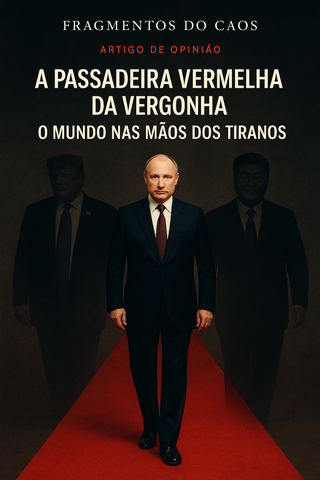 FRAGMENTOS DO CAOS
ARTIGO DE OPINIÃO
A PASSADEIRA VERMELHA
DA VERGONHA
O MUNDO NAS MÃOS DOS TIRANOS